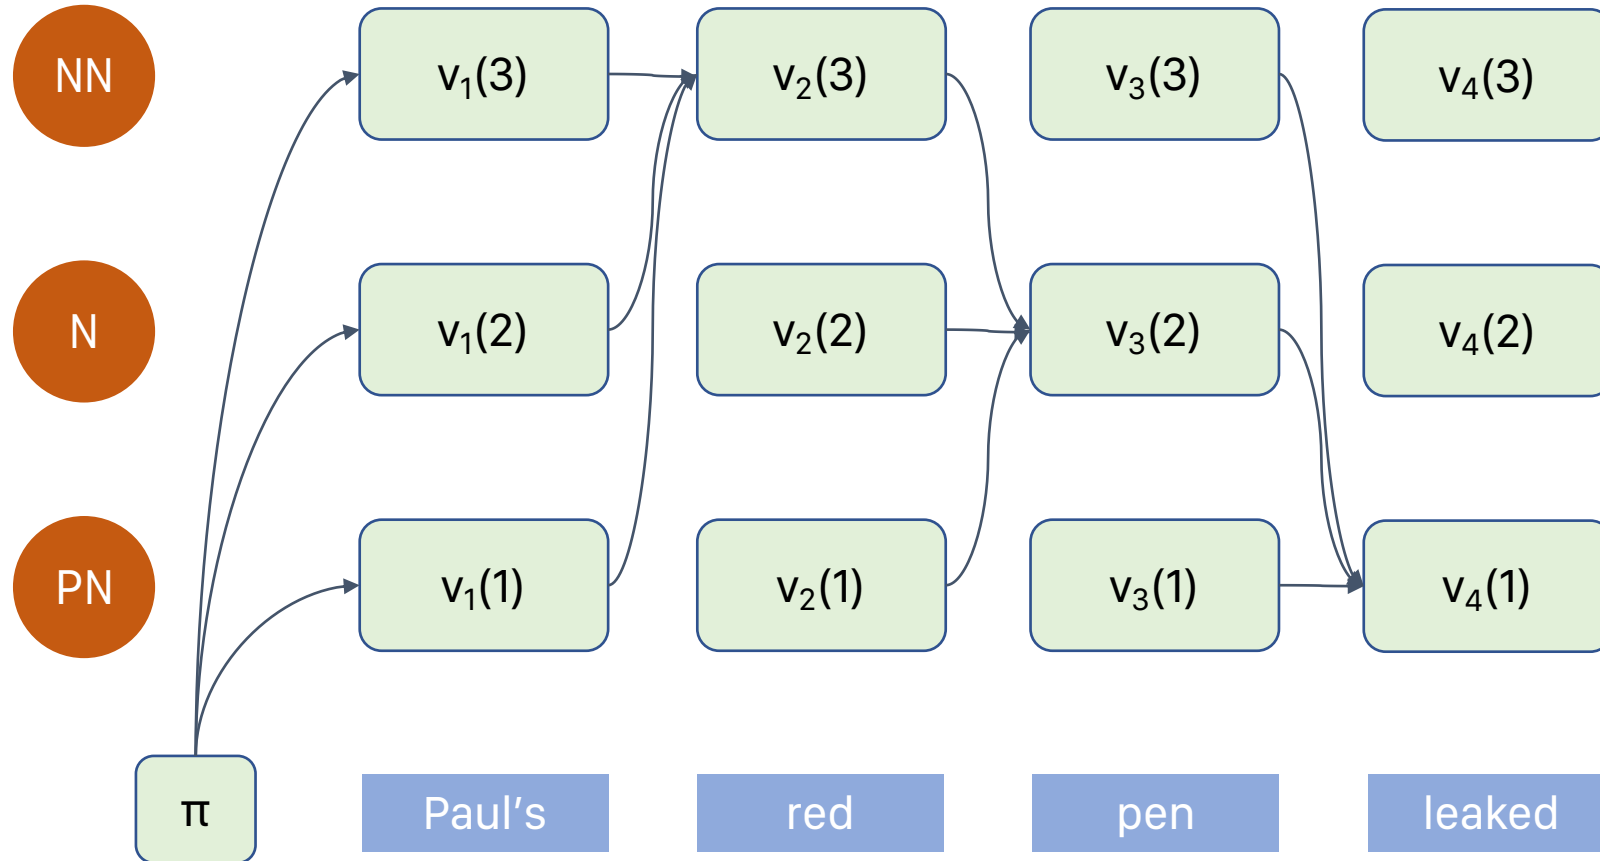 NN v₁(3) v₂(3) v₃(3) v₄(3)
N v₁(2) v₂(2) v₃(2) v₄(2)
PN v₁(1) v₂(1) v₃(1) v₄(1)
π Paul’s red pen leaked